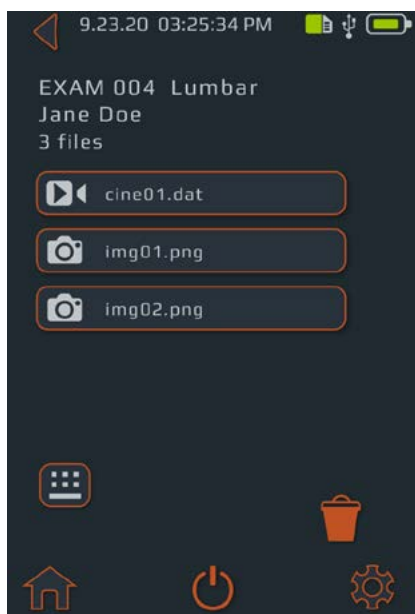 9.23.20 03:25:34 PM
EXAM 004 Lumbar
Jane Doe
3 files
cine01.dat
img01.png
img02.png